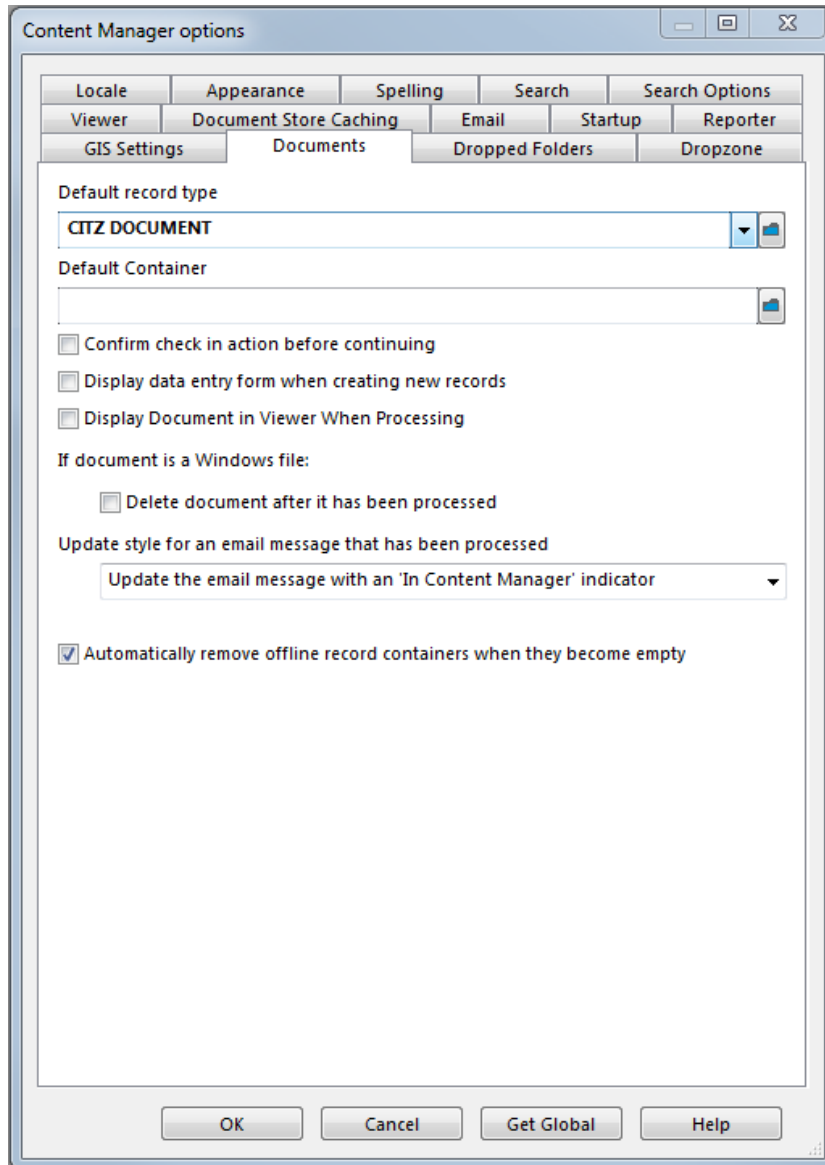 Content Manager options
Locale Appearance Spelling Search Search Options
Viewer Document Store Caching Email Startup Reporter
GIS Settings Documents Dropped Folders Dropzone
Default record type
CITZ DOCUMENT
Default Container
Confirm check in action before continuing
Display data entry form when creating new records
Display Document in Viewer When Processing
If document is a Windows file:
Delete document after it has been processed
Update style for an email message that has been processed
Update the email message with an 'In Content Manager' indicator
Automatically remove offline record containers when they become empty
OK Cancel Get Global Help